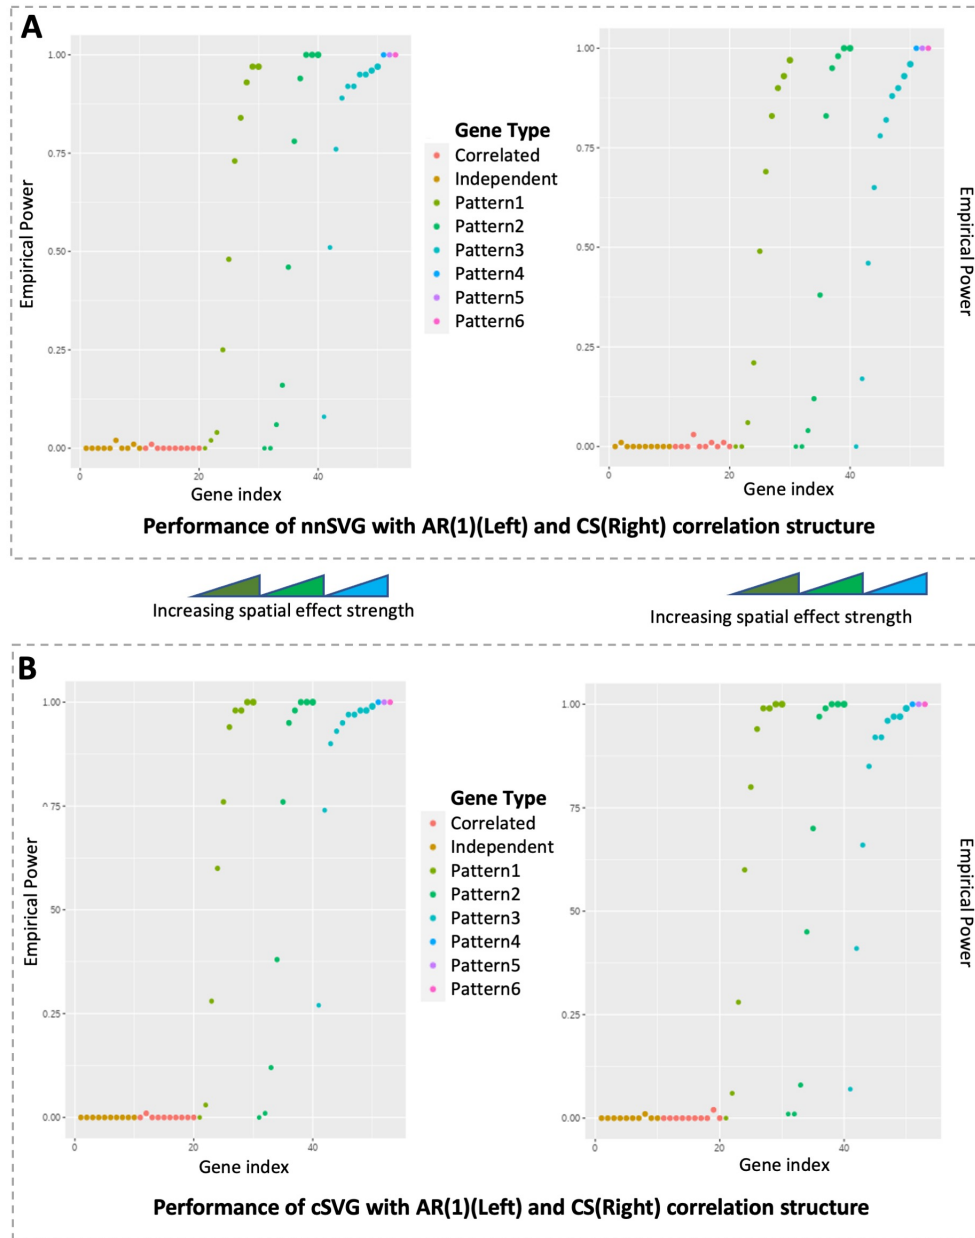 A
1.00
0.75
0.50
0.25
0.00
0
20
40
Empirical Power
Gene index
Gene Type
Correlated
Independent
Pattern1
Pattern2
Pattern3
Pattern4
Pattern5
Pattern6
1.00
0.75
0.50
0.25
0.00
0
20
40
Gene index
Empirical Power
Performance of nnSVG with AR(1)(Left) and CS(Right) correlation structure
Increasing spatial effect strength
Increasing spatial effect strength
B
1.00
75
50
0.25
0.00
0
20
40
Empirical Power
Gene index
Gene Type
Correlated
Independent
Pattern1
Pattern2
Pattern3
Pattern4
Pattern5
Pattern6
1.00
75
50
0.25
0.00
0
20
40
Gene index
Empirical Power
Performance of cSVG with AR(1)(Left) and CS(Right) correlation structure